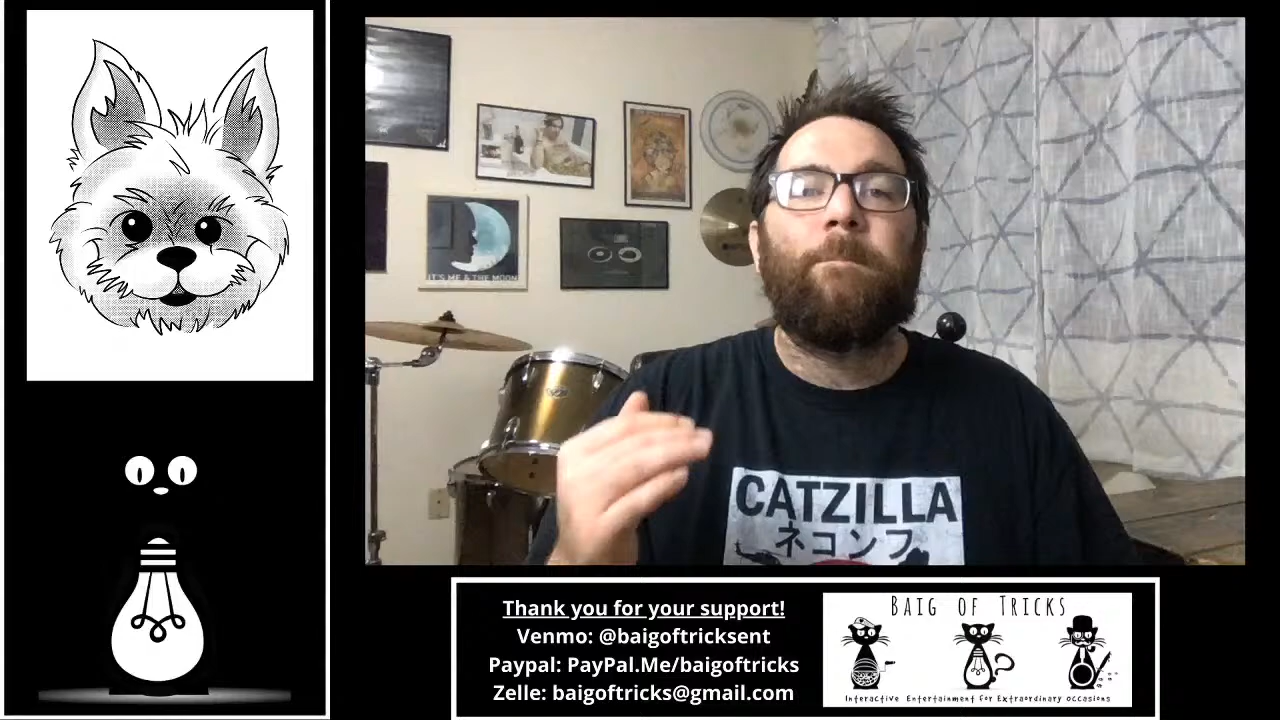 IT'S ME & THE MOON
CATZILLA
ネコンフ
Thank you for your support!
Venmo: @baigoftricksent
Paypal: PayPal.Me/baigoftricks
Zelle: baigoftricks@gmail.com
BAIG OF TRICKS
Interactive Entertainment for Extraordinary Occasions